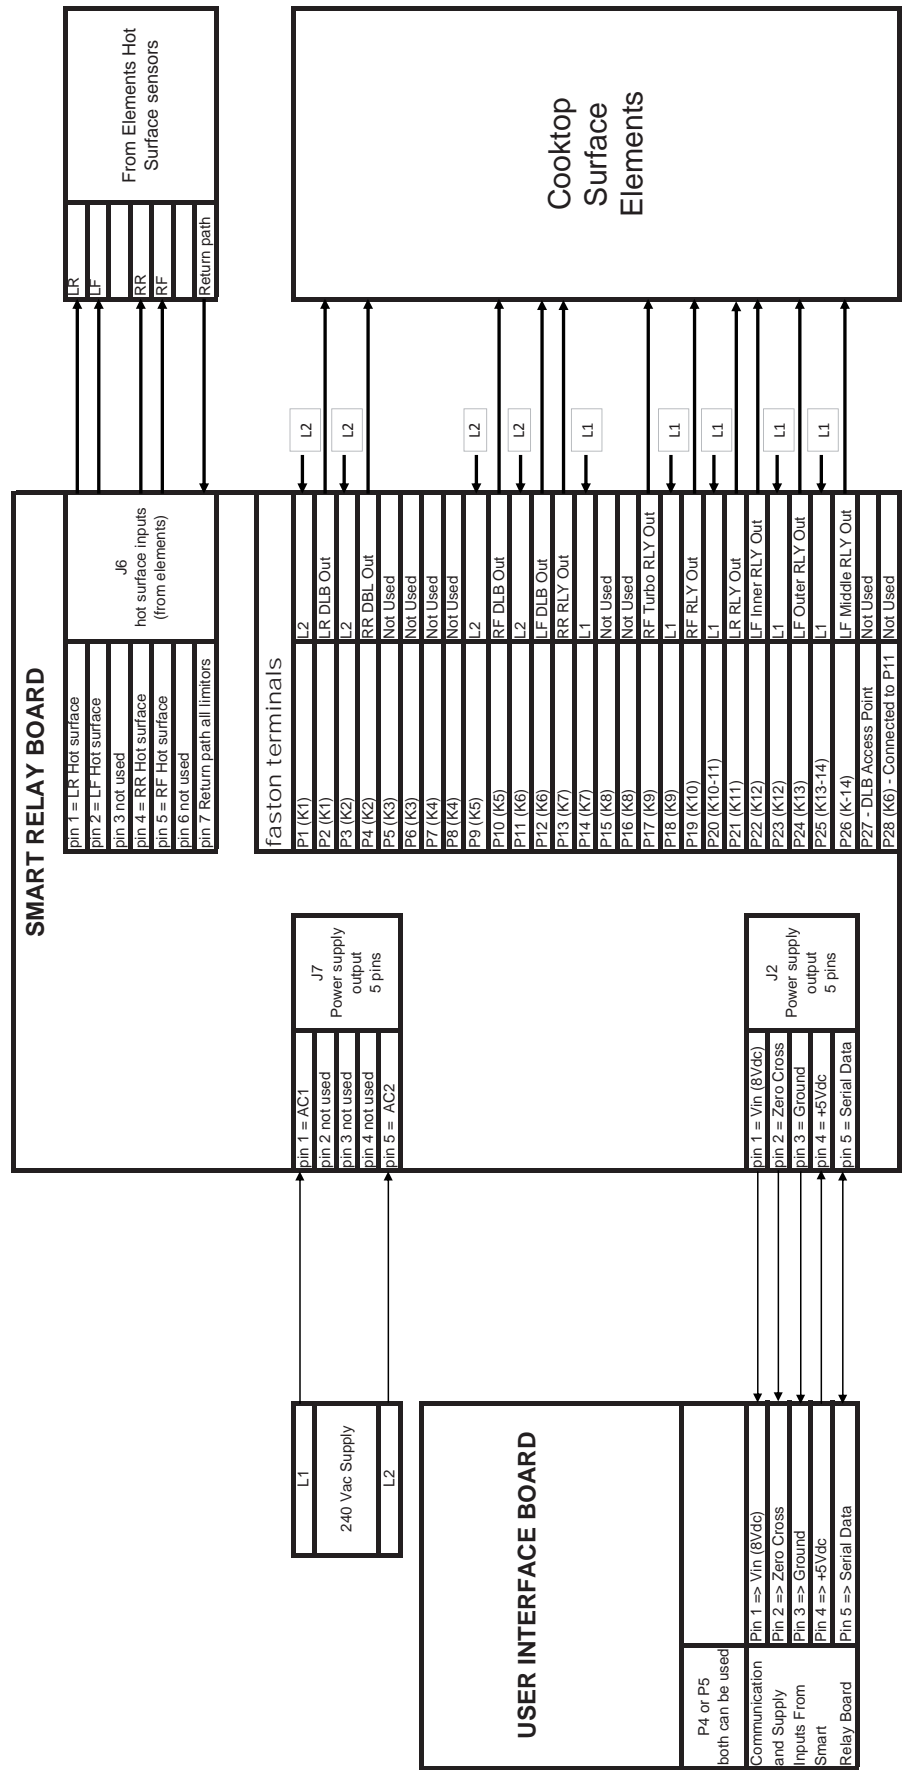 SMART RELAY BOARD
pin 1 = LR Hot surface
pin 2 = LF Hot surface
pin 3 not used
pin 4 = RR Hot surface
pin 5 = RF Hot surface
pin 6 not used
pin 7 Return path all limitors
J6
hot surface inputs
(from elements)
LR
LF
RR
RF
Return path
From Elements Hot
Surface sensors
faston terminals
P1 (K1) L2
P2 (K1) LR DLB Out
P3 (K2) L2
P4 (K2) RR DBL Out
P5 (K3) Not Used
P6 (K3) Not Used
P7 (K4) Not Used
P8 (K4) Not Used
P9 (K5) L2
P10 (K5) RF DLB Out
P11 (K6) L2
P12 (K6) LF DLB Out
P13 (K7) RR RLY Out
P14 (K7) L1
P15 (K8) Not Used
P16 (K8) Not Used
P17 (K9) RF Turbo RLY Out
P18 (K9) L1
P19 (K10) RF RLY Out
P20 (K10-11) L1
P21 (K11) LR RLY Out
P22 (K12) LF Inner RLY Out
P23 (K12) L1
P24 (K13) LF Outer RLY Out
P25 (K13-14) L1
P26 (K-14) LF Middle RLY Out
P27 - DLB Access Point Not Used
P28 (K6) - Connected to P11 Not Used
L2
L2
L2
L2
L1
L1
L1
L1
L1
Cooktop
Surface
Elements
L1
240 Vac Supply
L2
pin 1 = AC1
pin 2 not used
pin 3 not used
pin 4 not used
pin 5 = AC2
J7
Power supply
output
5 pins
USER INTERFACE BOARD
P4 or P5
both can be used
Communication
and Supply
Inputs From
Smart
Relay Board
Pin 1 => Vin (8Vdc)
Pin 2 => Zero Cross
Pin 3 => Ground
Pin 4 => +5Vdc
Pin 5 => Serial Data
pin 1 = Vin (8Vdc)
pin 2 = Zero Cross
pin 3 = Ground
pin 4 = +5Vdc
pin 5 = Serial Data
J2
Power supply
output
5 pins